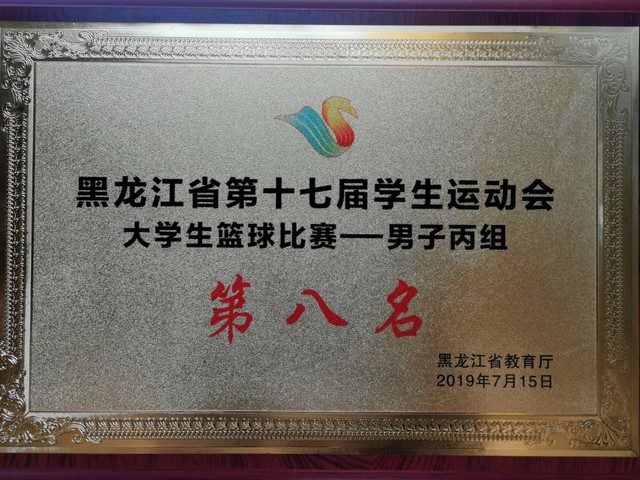 黑龙江省第十七届学生运动会
大学生篮球比赛——男子丙组
第八名
黑龙江省教育厅
2019年7月15日